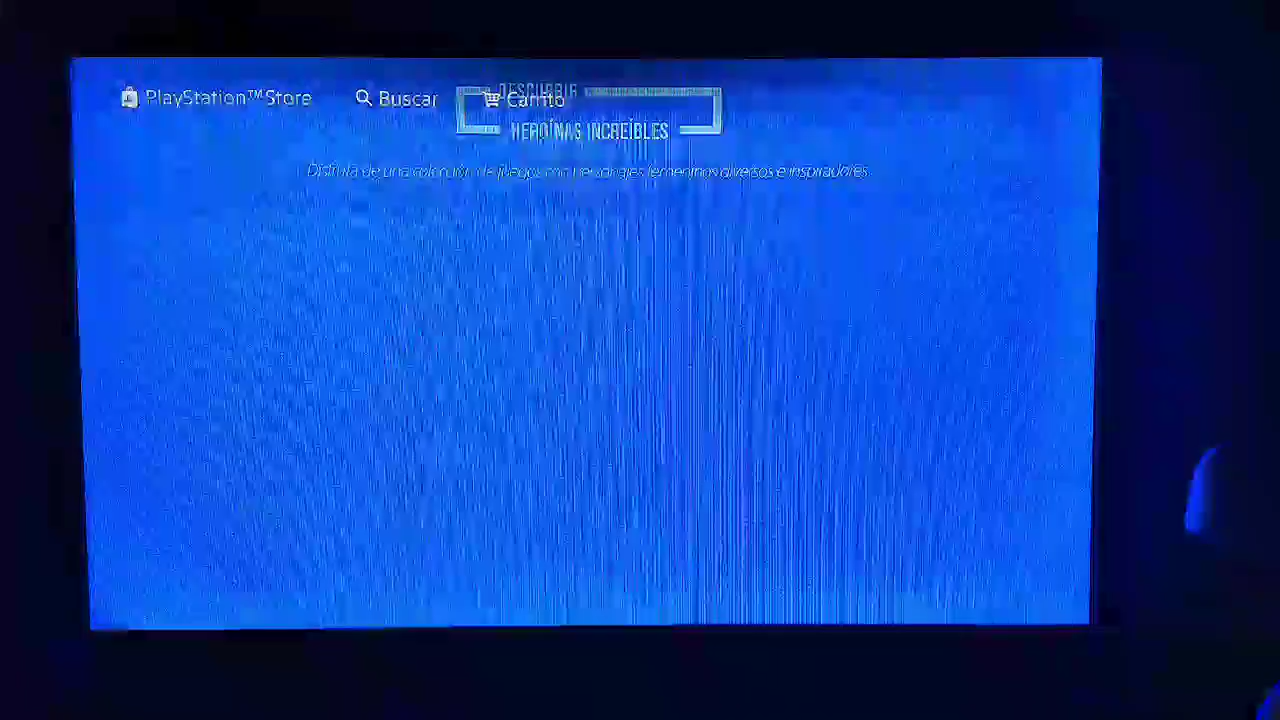 PlayStation™Store Buscar Carrito
DESCUBRIR
HEROÍNAS INCREÍBLES
Disfruta de una colección de juegos con personajes femeninos diversos e inspiradores.